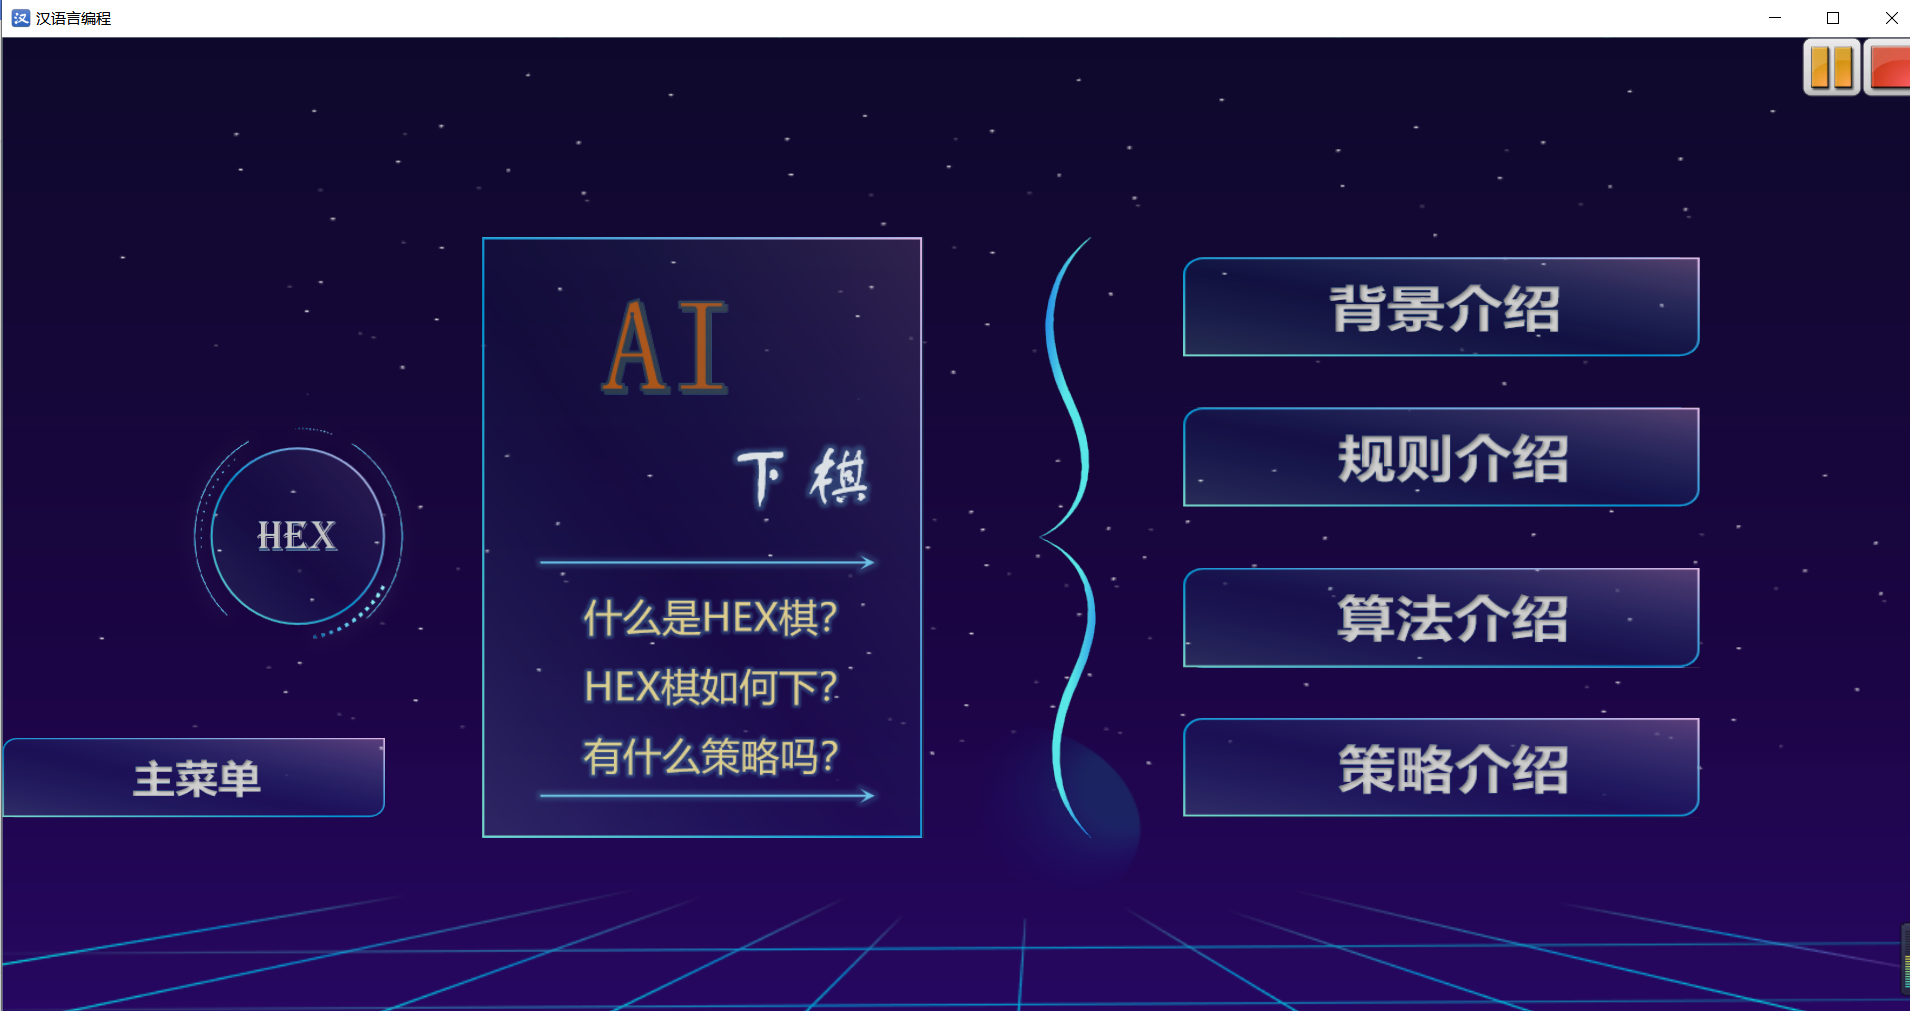 汉语言编程
AI
下棋
什么是HEX棋?
HEX棋如何下?
有什么策略吗?
HEX
主菜单
背景介绍
规则介绍
算法介绍
策略介绍